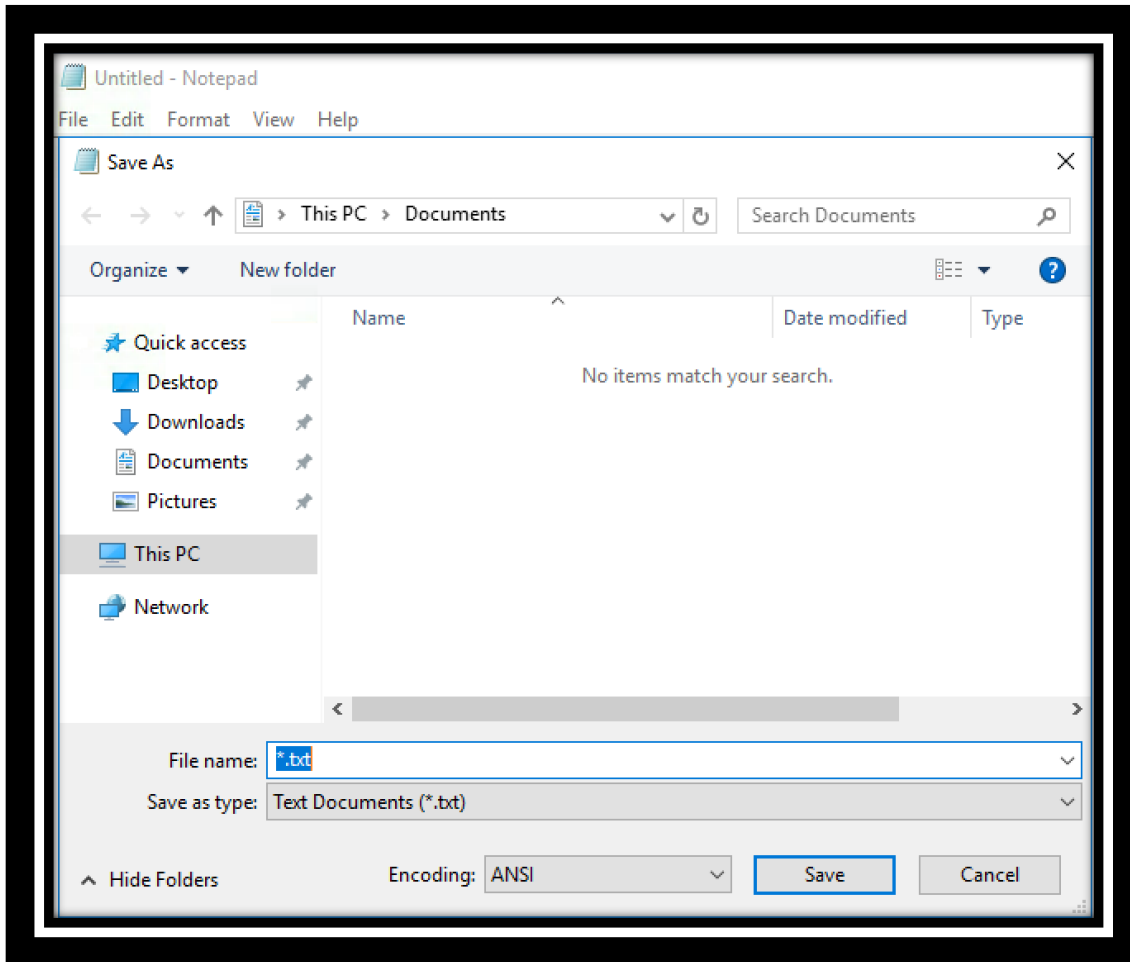 Untitled - Notepad
File Edit Format View Help
Save As
This PC Documents Search Documents
Organize New folder ?
Name Date modified Type
Quick access
No items match your search.
Desktop
Downloads
Documents
Pictures
This PC
Network
File name: *.txt
Save as type: Text Documents (*.txt)
Hide Folders Encoding: ANSI Save Cancel